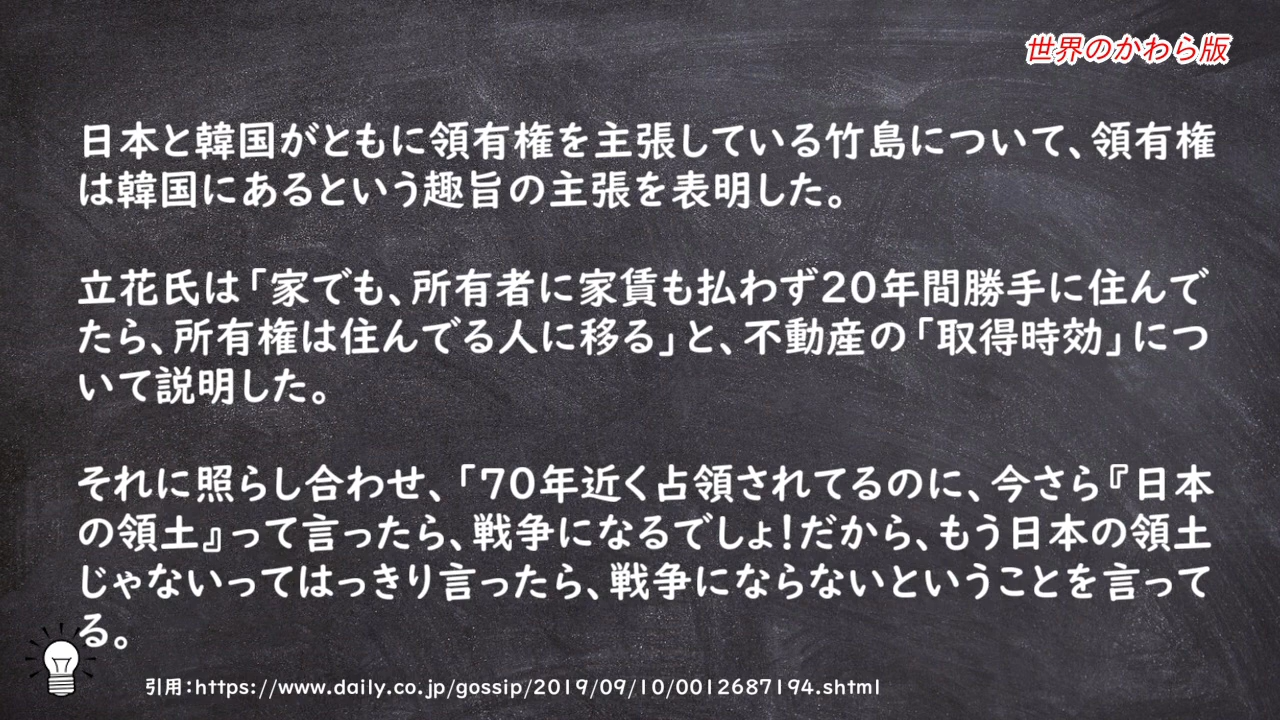 世界のかわら版
日本と韓国がともに領有権を主張している竹島について、領有権
は韓国にあるという趣旨の主張を表明した。
立花氏は「家でも、所有者に家賃も払わず20年間勝手に住んで
たら、所有権は住んでる人に移る」と、不動産の「取得時効」につ
いて説明した。
それに照らし合わせ、「70年近く占領されてるのに、今さら『日本
の領土』って言ったら、戦争になるでしょ!だから、もう日本の領土
じゃないってはっきり言ったら、戦争にならないということを言って
る。
引用:https://www.daily.co.jp/gossip/2019/09/10/0012687194.shtml